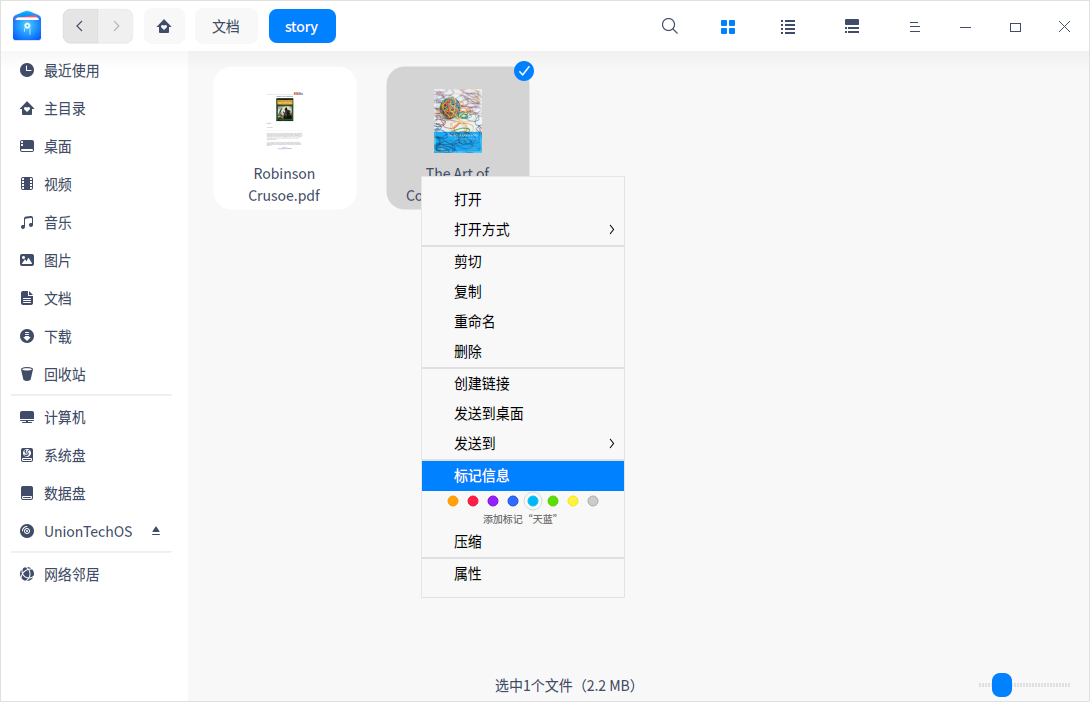 文档
story
最近使用
主目录
桌面
视频
音乐
图片
文档
下载
回收站
计算机
系统盘
数据盘
UnionTechOS
网络邻居
Robinson
Crusoe.pdf
The Art of
Co
打开
打开方式
剪切
复制
重命名
删除
创建链接
发送到桌面
发送到
标记信息
添加标记“天蓝”
压缩
属性
选中1个文件（2.2 MB）